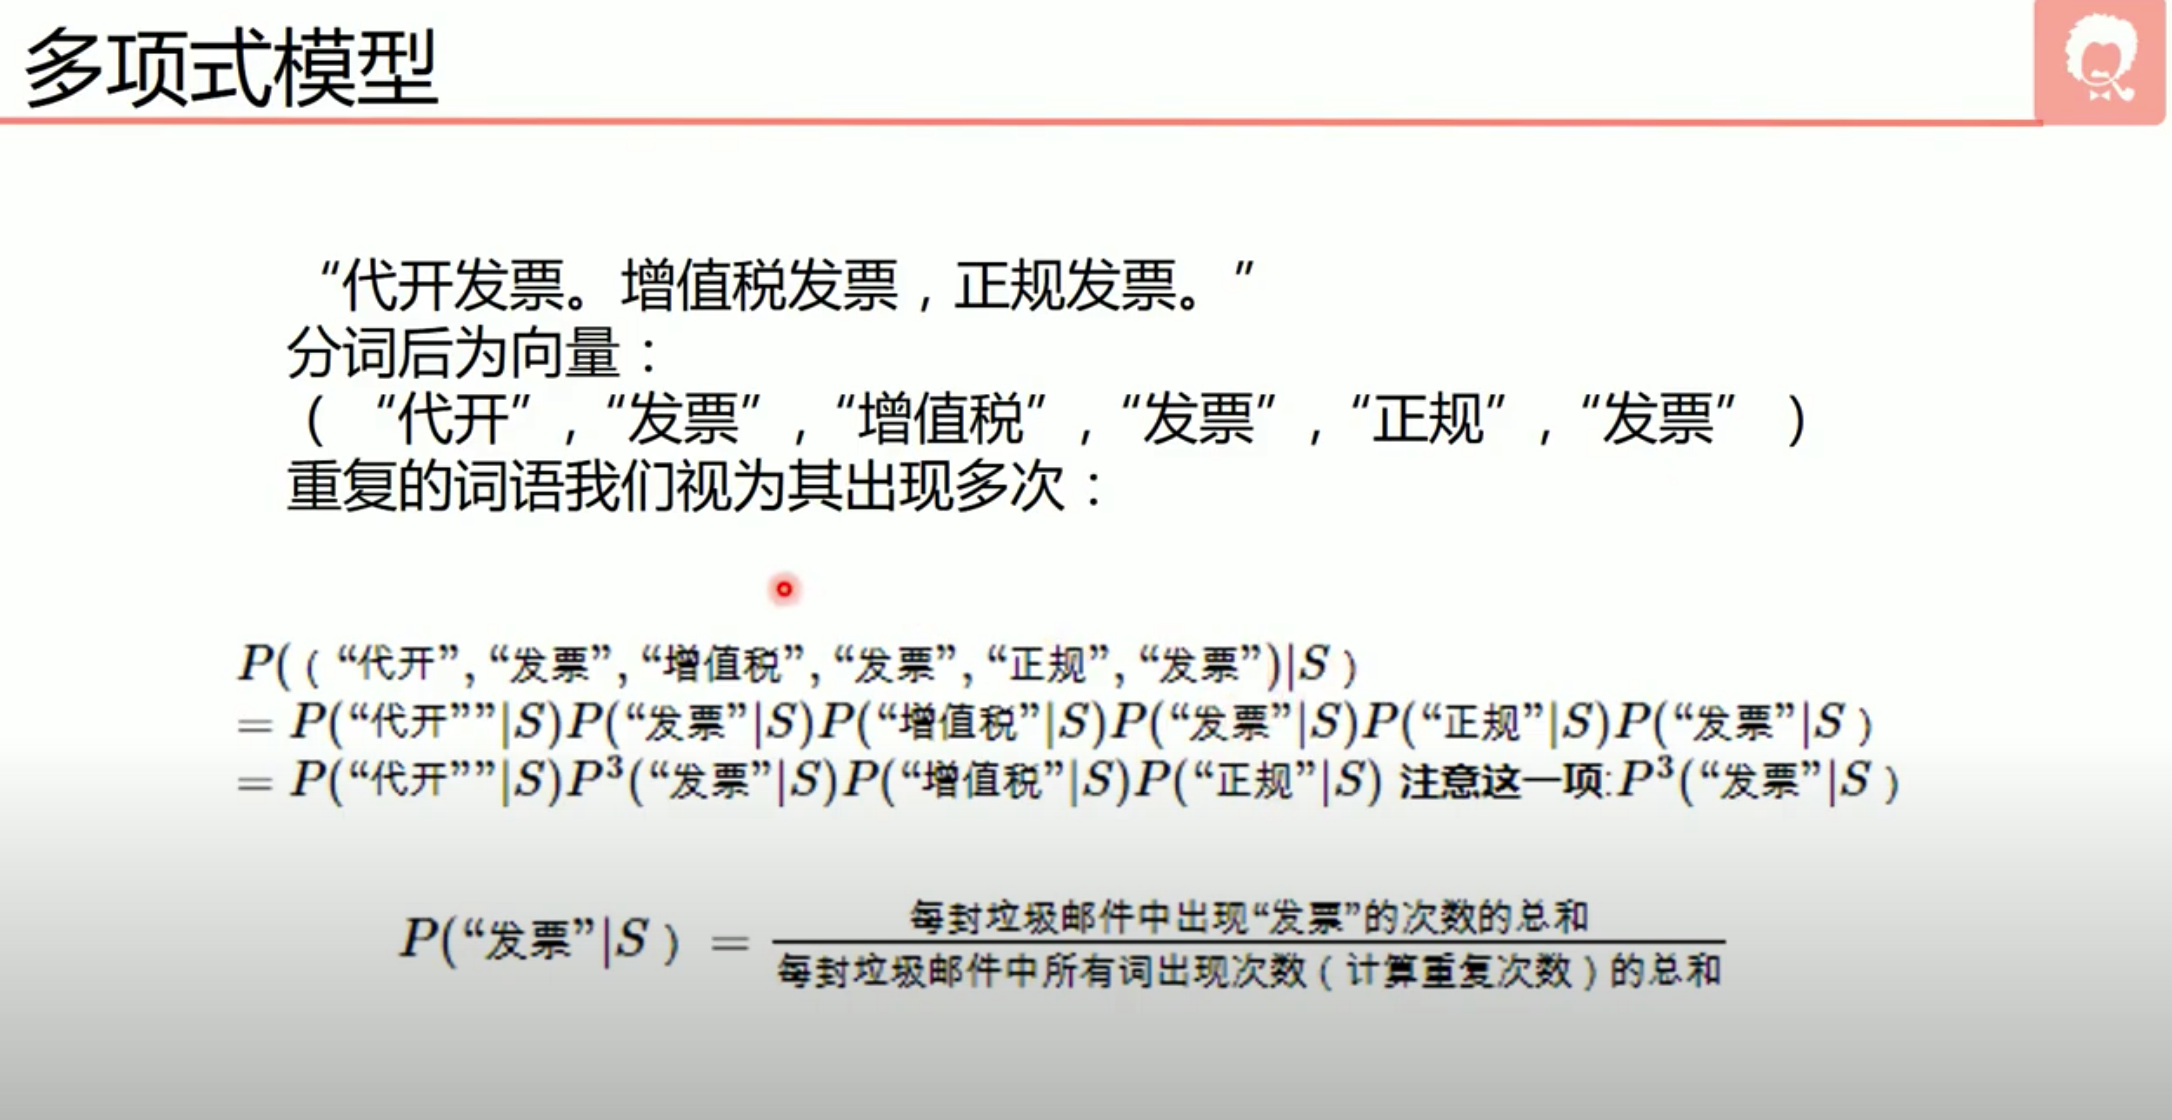 多项式模型
“代开发票。增值税发票，正规发票。”
分词后为向量：
（ “代开”，“发票”，“增值税”，“发票”，“正规”，“发票” ）
重复的词语我们视为其出现多次：
P(（“代开”,“发票”,“增值税”,“发票”,“正规”,“发票”)|S）
= P(“代开””|S)P(“发票”|S)P(“增值税”|S)P(“发票”|S)P(“正规”|S)P(“发票”|S）
= P(“代开””|S)P³(“发票”|S)P(“增值税”|S)P(“正规”|S) 注意这一项:P³(“发票”|S）
P(“发票”|S） =
每封垃圾邮件中出现“发票”的次数的总和
每封垃圾邮件中所有词出现次数（计算重复次数）的总和